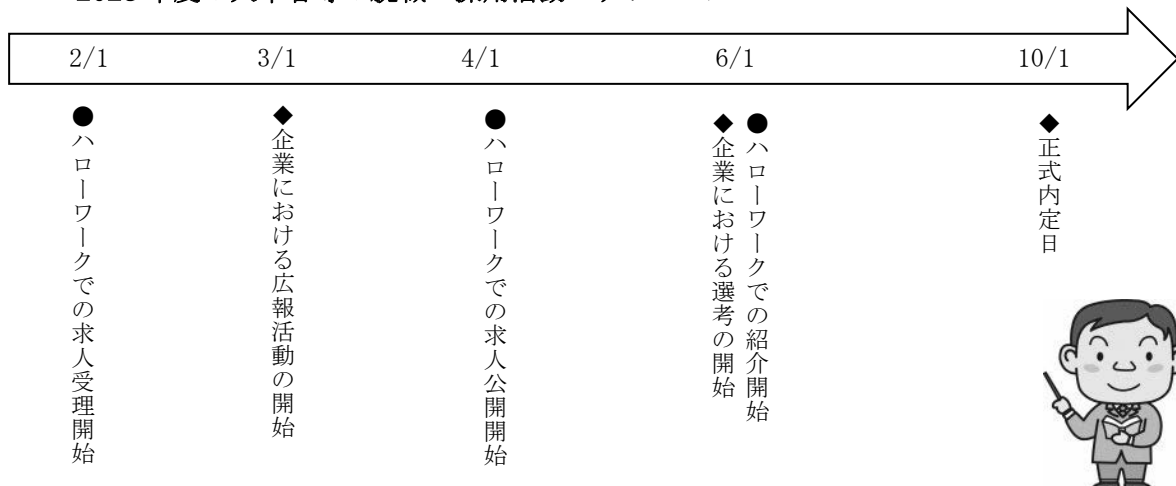 2/1
3/1
4/1
6/1
10/1
●ハローワークでの求人受理開始
◆企業における広報活動の開始
●ハローワークでの求人公開開始
●ハローワークでの紹介開始
◆企業における選考の開始
◆正式内定日